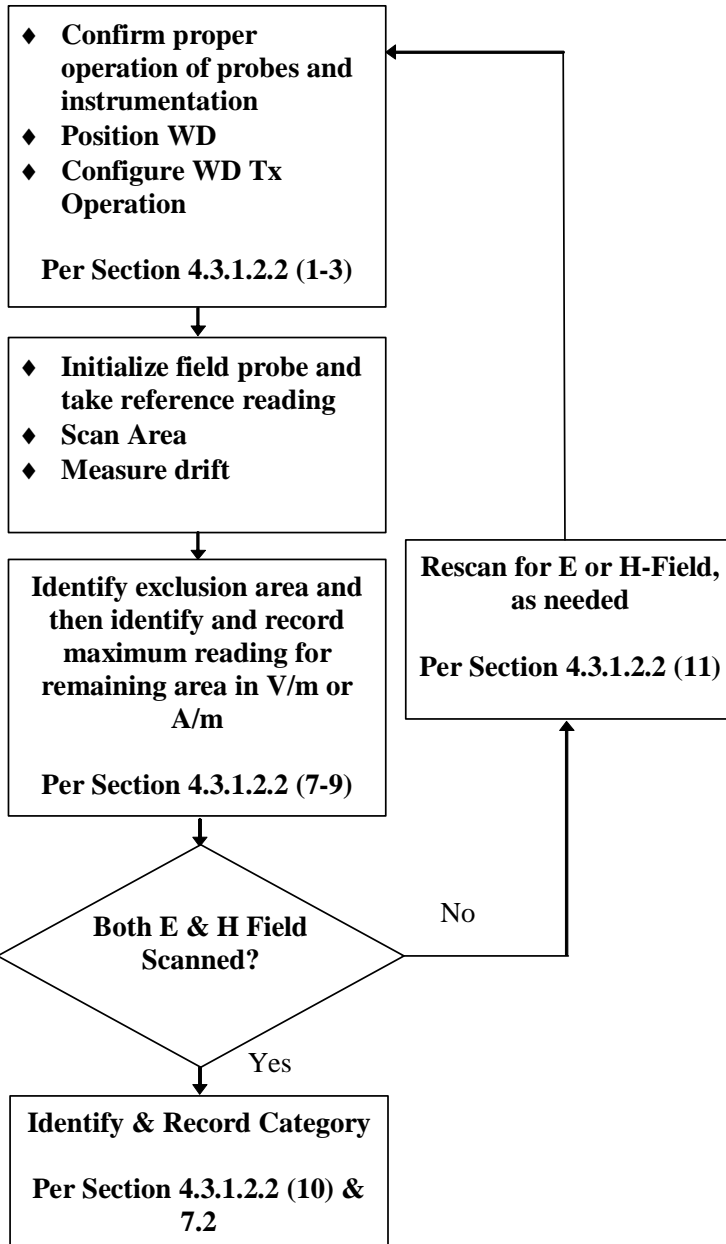 ♦ Confirm proper
operation of probes and
instrumentation
♦ Position WD
♦ Configure WD Tx
Operation
Per Section 4.3.1.2.2 (1-3)
♦ Initialize field probe and
take reference reading
♦ Scan Area
♦ Measure drift
Identify exclusion area and
then identify and record
maximum reading for
remaining area in V/m or
A/m
Per Section 4.3.1.2.2 (7-9)
Rescan for E or H-Field,
as needed
Per Section 4.3.1.2.2 (11)
Both E & H Field
Scanned?
No
Yes
Identify & Record Category
Per Section 4.3.1.2.2 (10) &
7.2